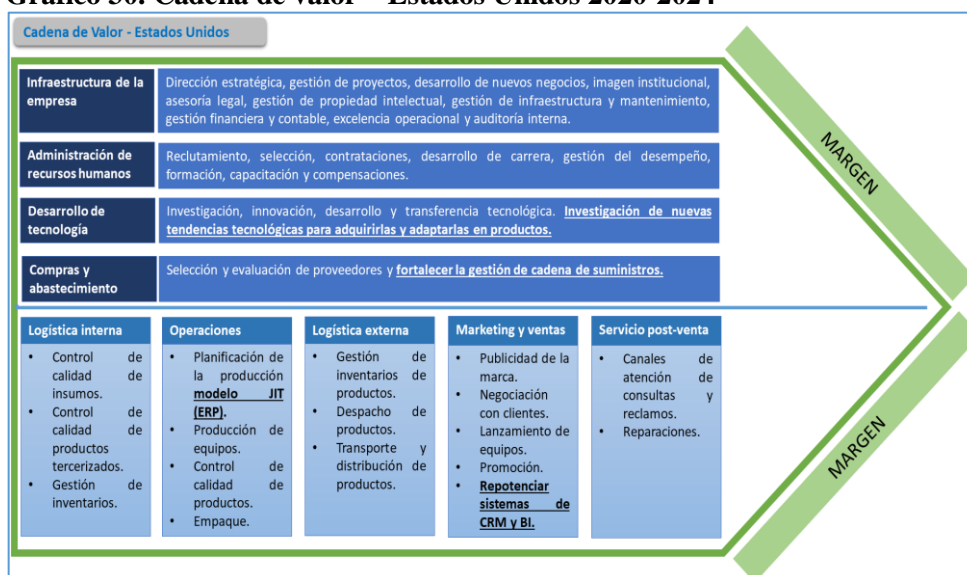 Gráfico 50. Cadena de valor – Estados Unidos 2020-2024
Cadena de Valor - Estados Unidos
Infraestructura de la
empresa
Dirección estratégica, gestión de proyectos, desarrollo de nuevos negocios, imagen institucional,
asesoría legal, gestión de propiedad intelectual, gestión de infraestructura y mantenimiento,
gestión financiera y contable, excelencia operacional y auditoría interna.
Administración de
recursos humanos
Reclutamiento, selección, contrataciones, desarrollo de carrera, gestión del desempeño,
formación, capacitación y compensaciones.
Desarrollo de
tecnología
Investigación, innovación, desarrollo y transferencia tecnológica. Investigación de nuevas
tendencias tecnológicas para adquirirlas y adaptarlas en productos.
Compras y
abastecimiento
Selección y evaluación de proveedores y fortalecer la gestión de cadena de suministros.
MARGEN
Logística interna
• Control de
calidad de
insumos.
• Control de
calidad de
productos
tercerizados.
• Gestión de
inventarios.
Operaciones
• Planificación de
la producción
modelo JIT
(ERP).
• Producción de
equipos.
• Control de
calidad de
productos.
• Empaque.
Logística externa
• Gestión de
inventarios de
productos.
• Despacho de
productos.
• Transporte y
distribución de
productos.
Marketing y ventas
• Publicidad de la
marca.
• Negociación
con clientes.
• Lanzamiento de
equipos.
• Promoción.
• Repotenciar
sistemas de
CRM y BI.
Servicio post-venta
• Canales de
atención de
consultas y
reclamos.
• Reparaciones.
MARGEN